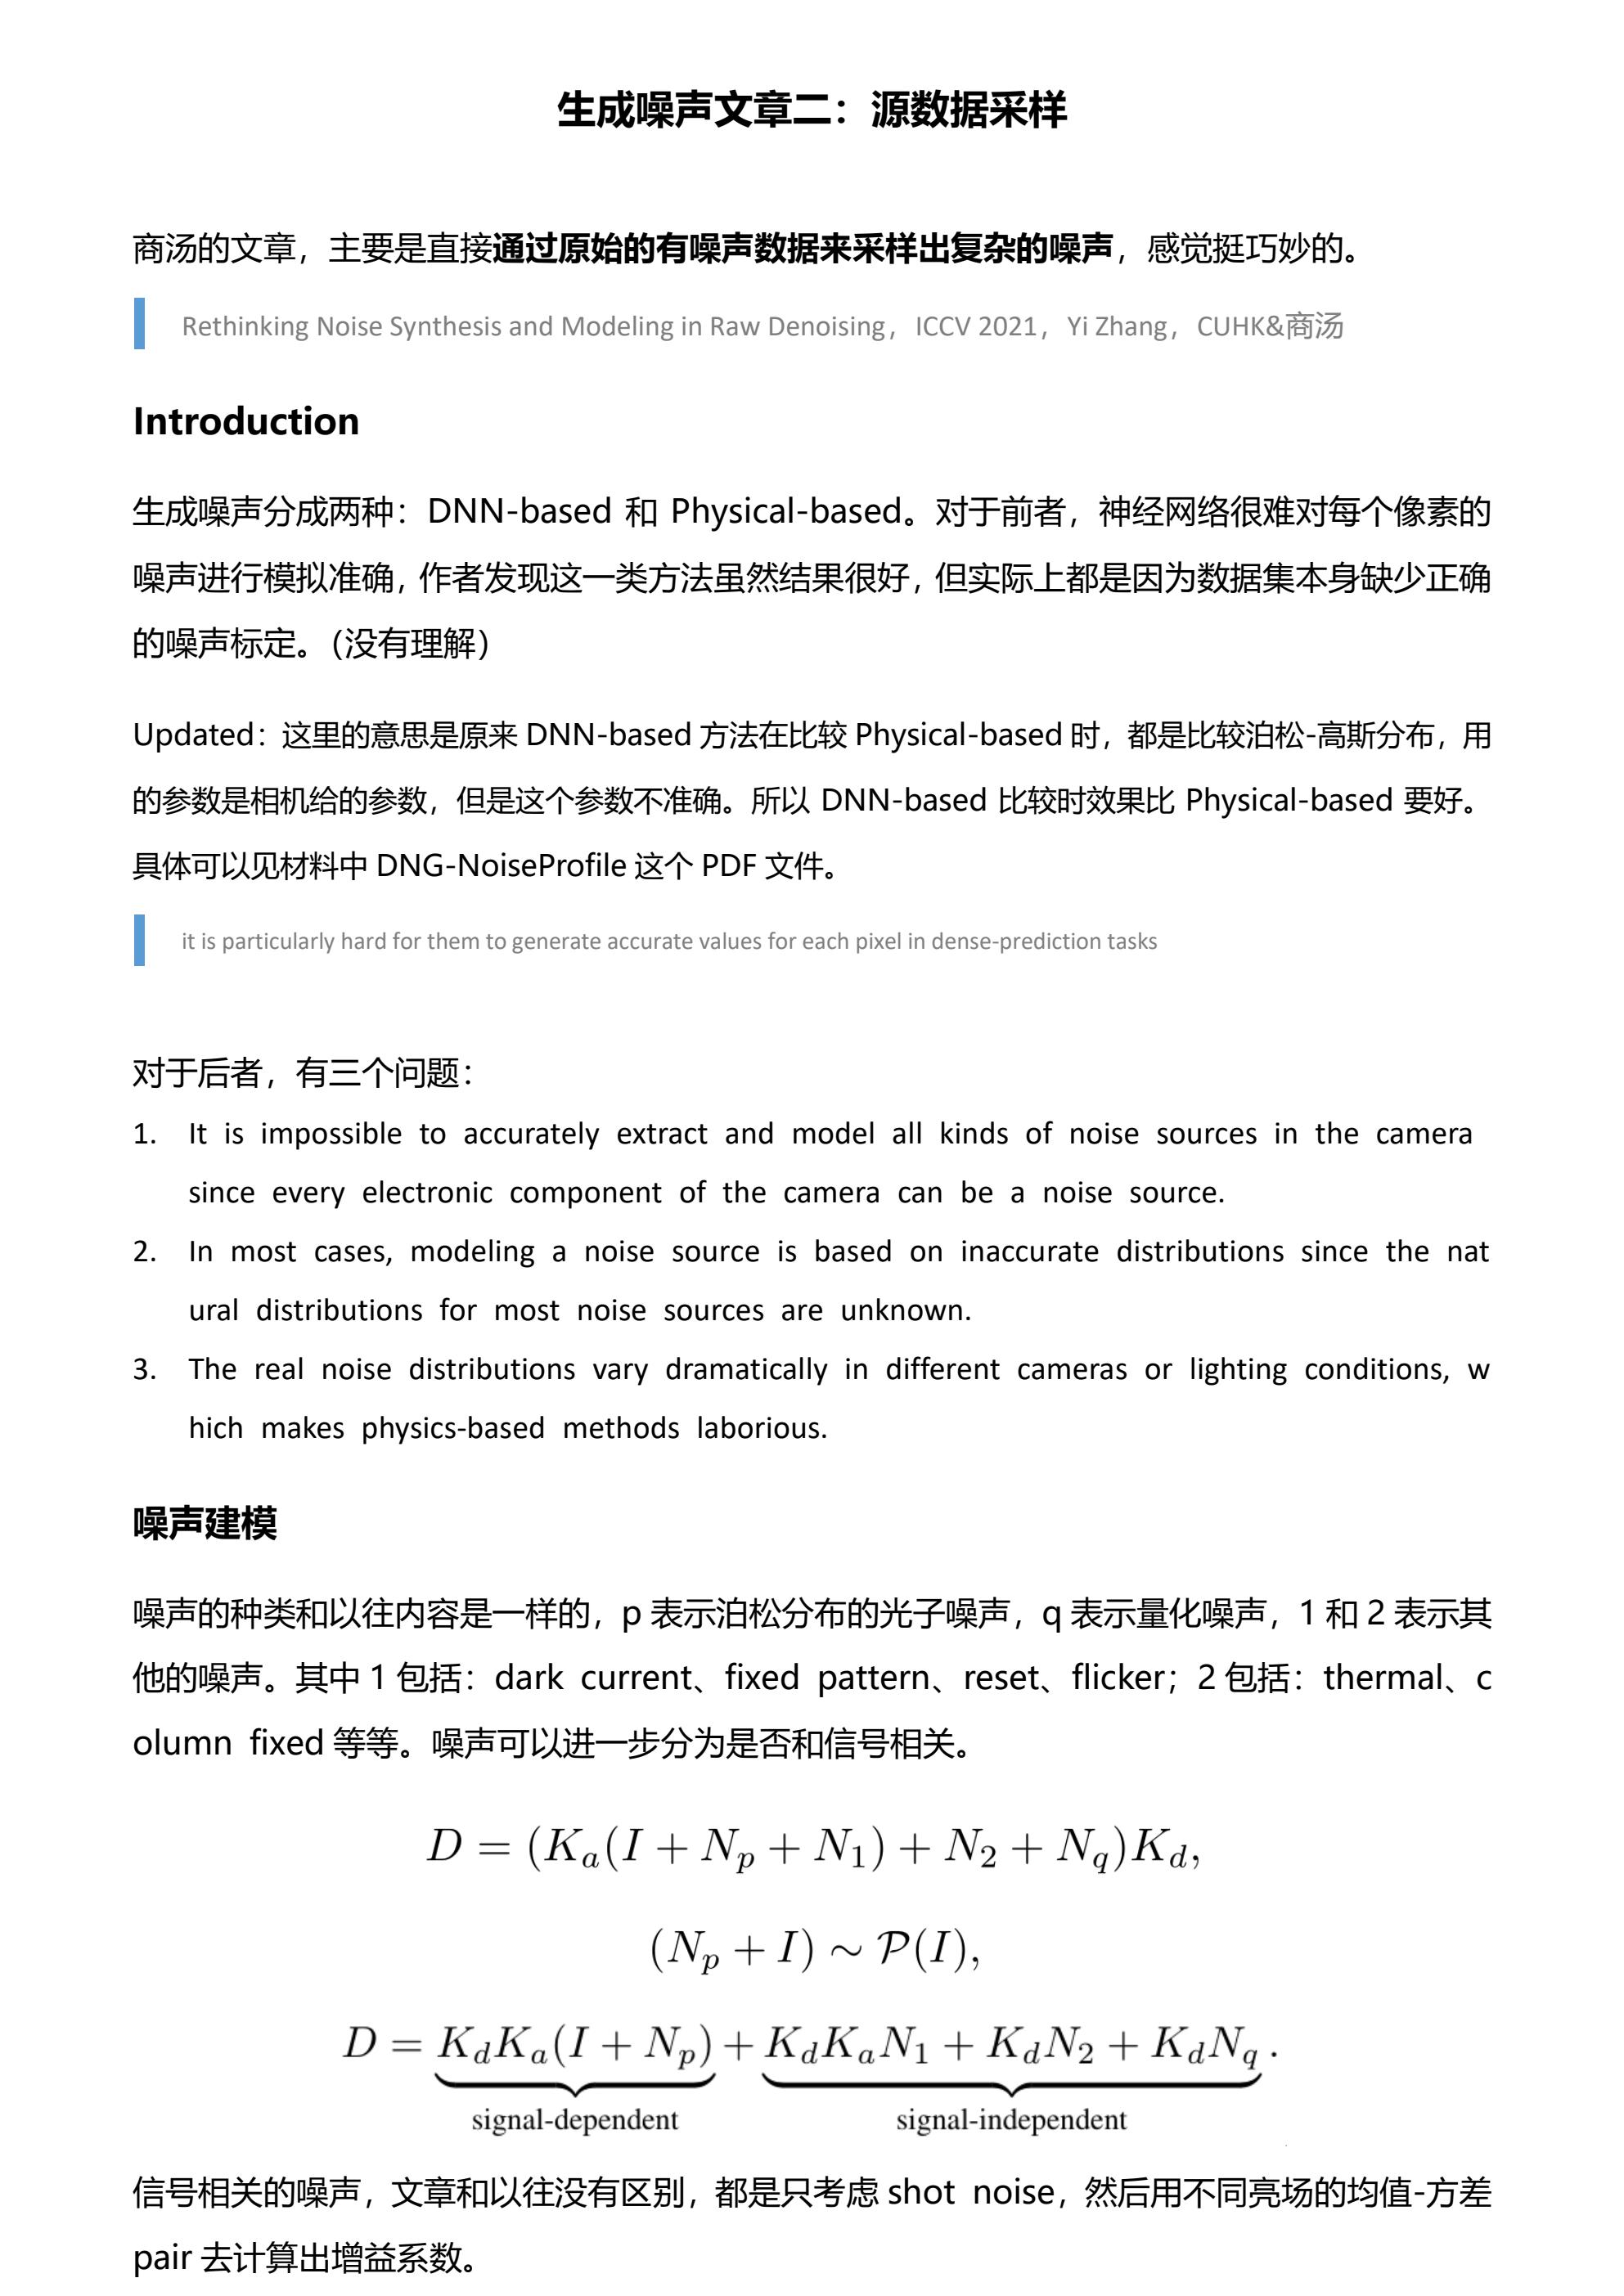 生成噪声文章二：源数据采样
商汤的文章，主要是直接通过原始的有噪声数据来采样出复杂的噪声，感觉挺巧妙的。
Rethinking Noise Synthesis and Modeling in Raw Denoising，ICCV 2021，Yi Zhang，CUHK&商汤
Introduction
生成噪声分成两种：DNN-based 和 Physical-based。对于前者，神经网络很难对每个像素的
噪声进行模拟准确，作者发现这一类方法虽然结果很好，但实际上都是因为数据集本身缺少正确
的噪声标定。（没有理解）
Updated：这里的意思是原来 DNN-based 方法在比较 Physical-based 时，都是比较泊松-高斯分布，用
的参数是相机给的参数，但是这个参数不准确。所以 DNN-based 比较时效果比 Physical-based 要好。
具体可以见材料中 DNG-NoiseProfile 这个 PDF 文件。
it is particularly hard for them to generate accurate values for each pixel in dense-prediction tasks
对于后者，有三个问题：
1. It is impossible to accurately extract and model all kinds of noise sources in the camera
since every electronic component of the camera can be a noise source.
2. In most cases, modeling a noise source is based on inaccurate distributions since the nat
ural distributions for most noise sources are unknown.
3. The real noise distributions vary dramatically in different cameras or lighting conditions, w
hich makes physics-based methods laborious.
噪声建模
噪声的种类和以往内容是一样的，p 表示泊松分布的光子噪声，q 表示量化噪声，1 和 2 表示其
他的噪声。其中 1 包括：dark current、fixed pattern、reset、flicker；2 包括：thermal、c
olumn fixed 等等。噪声可以进一步分为是否和信号相关。
D = (K_a(I + N_p + N_1) + N_2 + N_q)K_d,
(N_p + I) ∼ 𝒫(I),
D = K_dK_a(I + N_p) + K_dK_aN_1 + K_dN_2 + K_dN_q .
signal-dependent signal-independent
信号相关的噪声，文章和以往没有区别，都是只考虑 shot noise，然后用不同亮场的均值-方差
pair 去计算出增益系数。